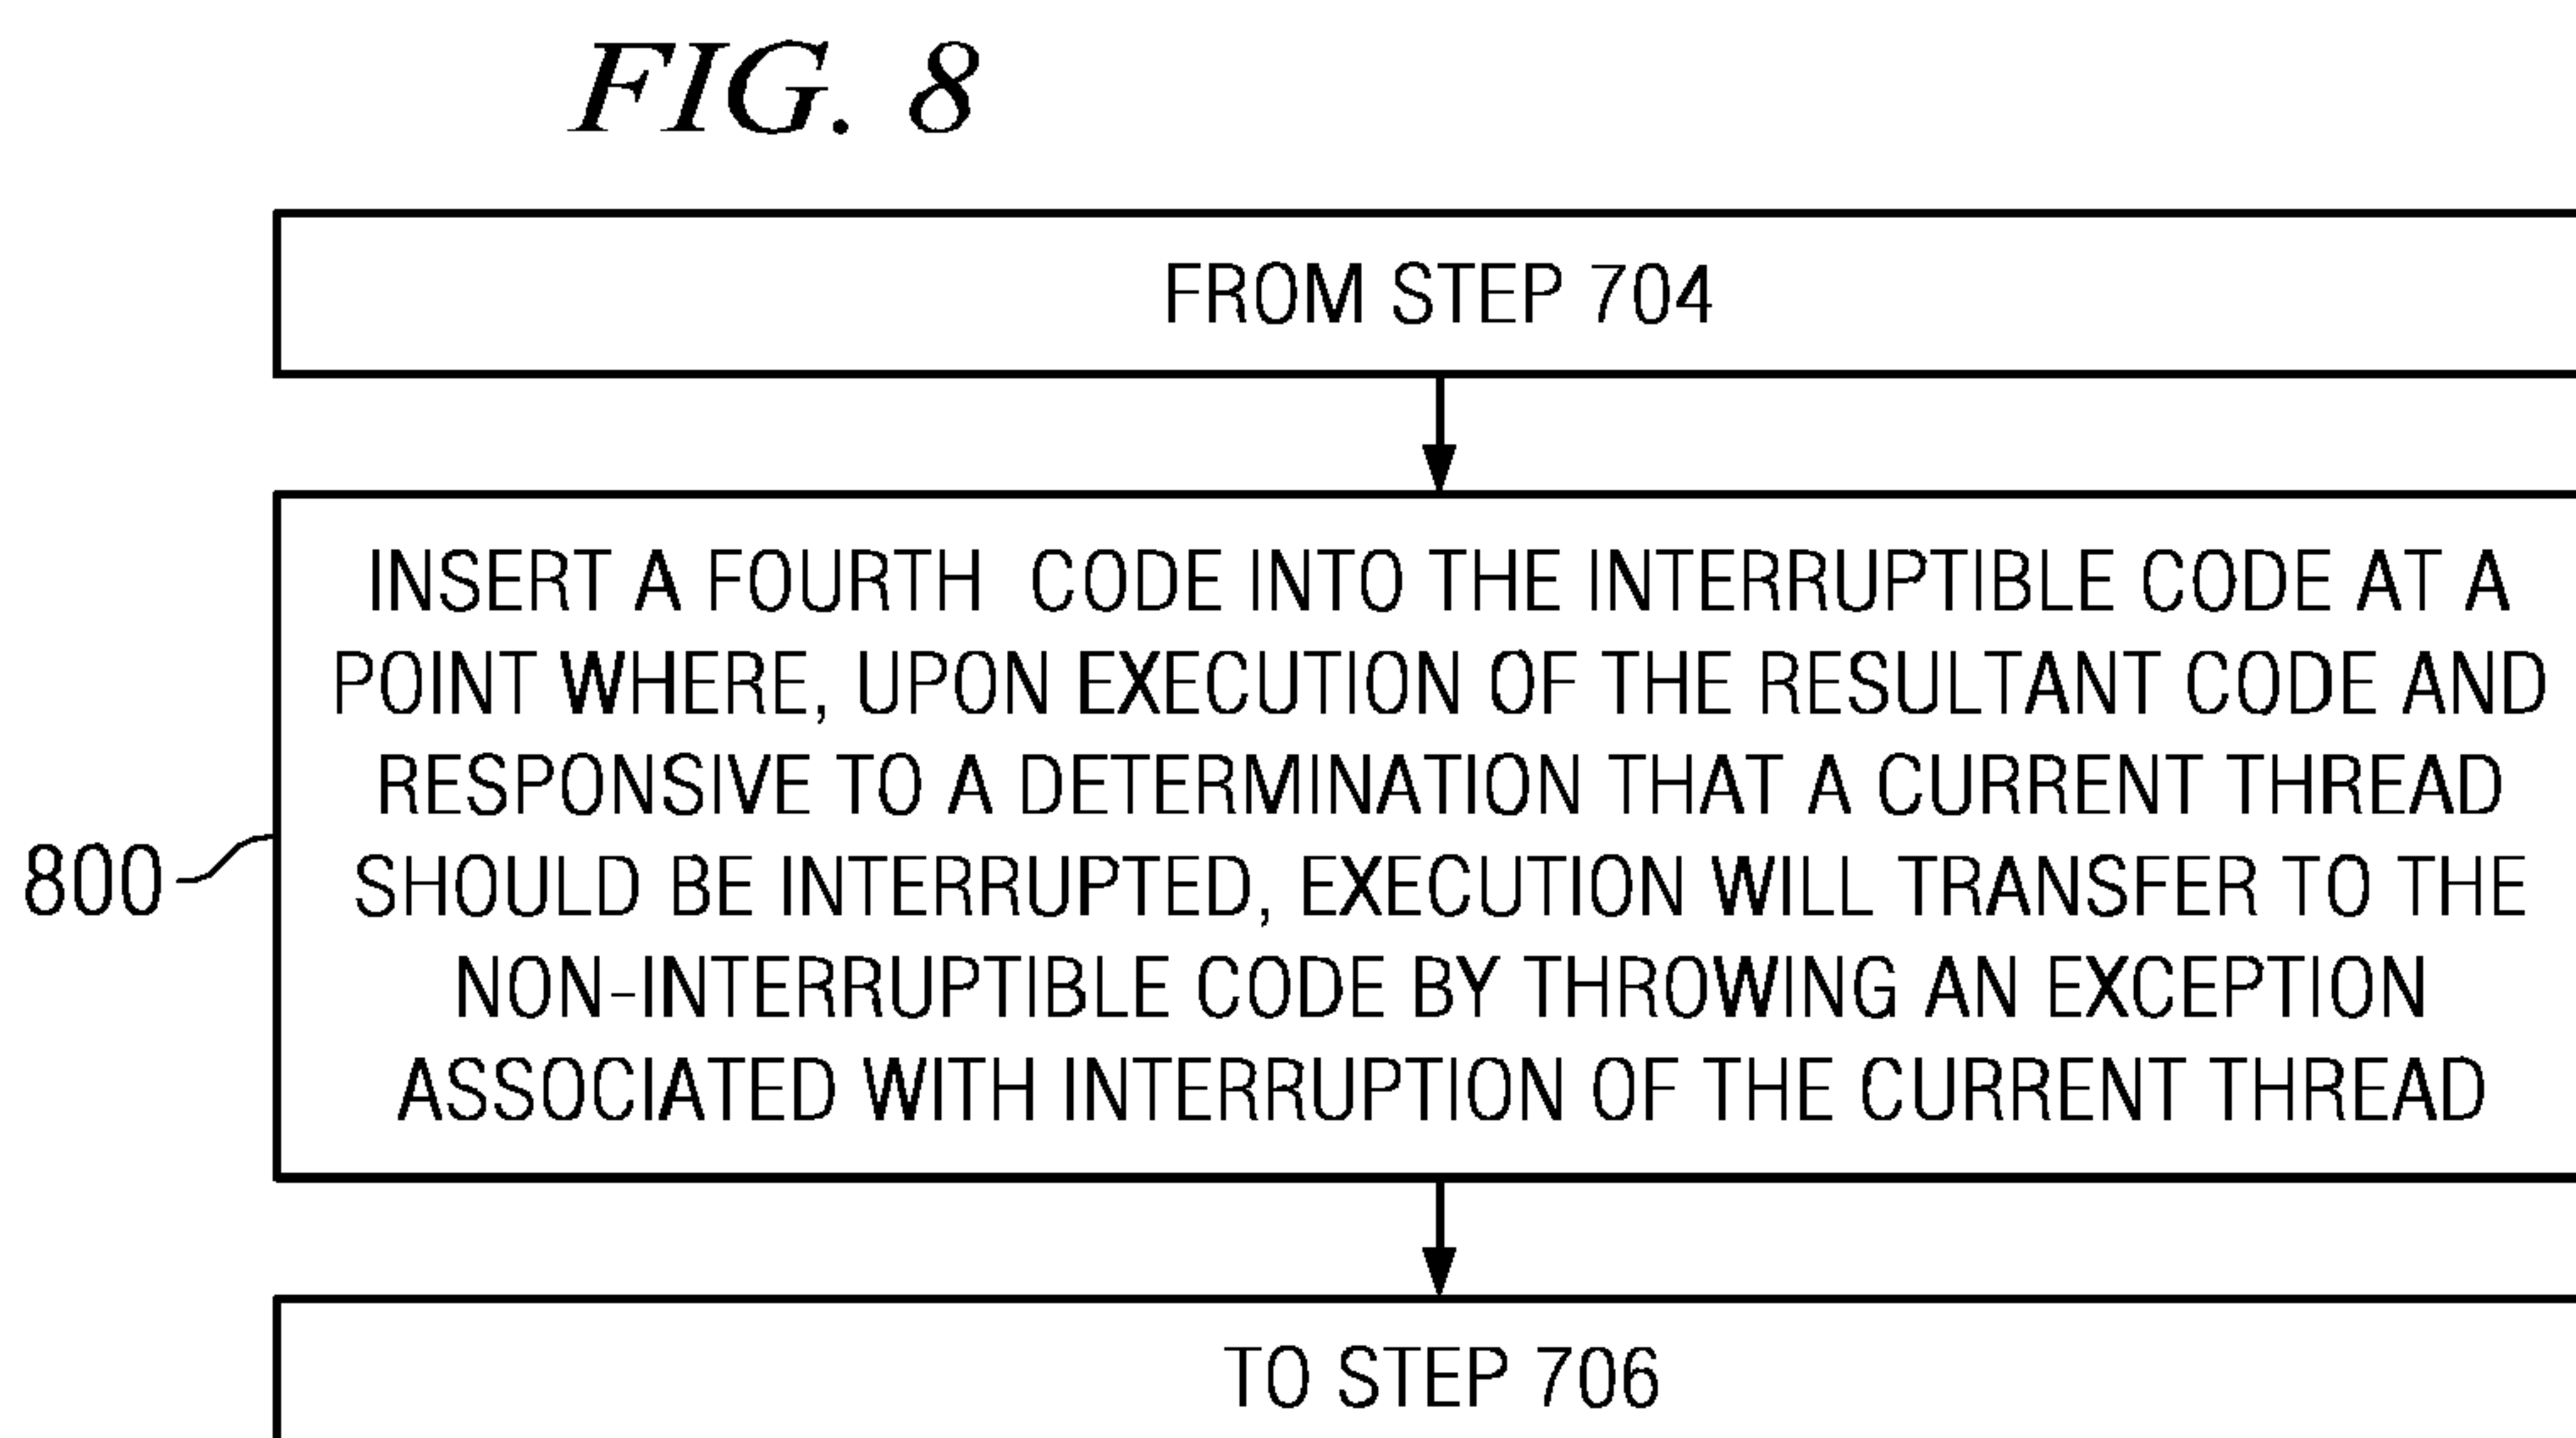 FIG. 8
FROM STEP 704
INSERT A FOURTH CODE INTO THE INTERRUPTIBLE CODE AT A
POINT WHERE, UPON EXECUTION OF THE RESULTANT CODE AND
RESPONSIVE TO A DETERMINATION THAT A CURRENT THREAD
SHOULD BE INTERRUPTED, EXECUTION WILL TRANSFER TO THE
NON-INTERRUPTIBLE CODE BY THROWING AN EXCEPTION
ASSOCIATED WITH INTERRUPTION OF THE CURRENT THREAD
800
TO STEP 706